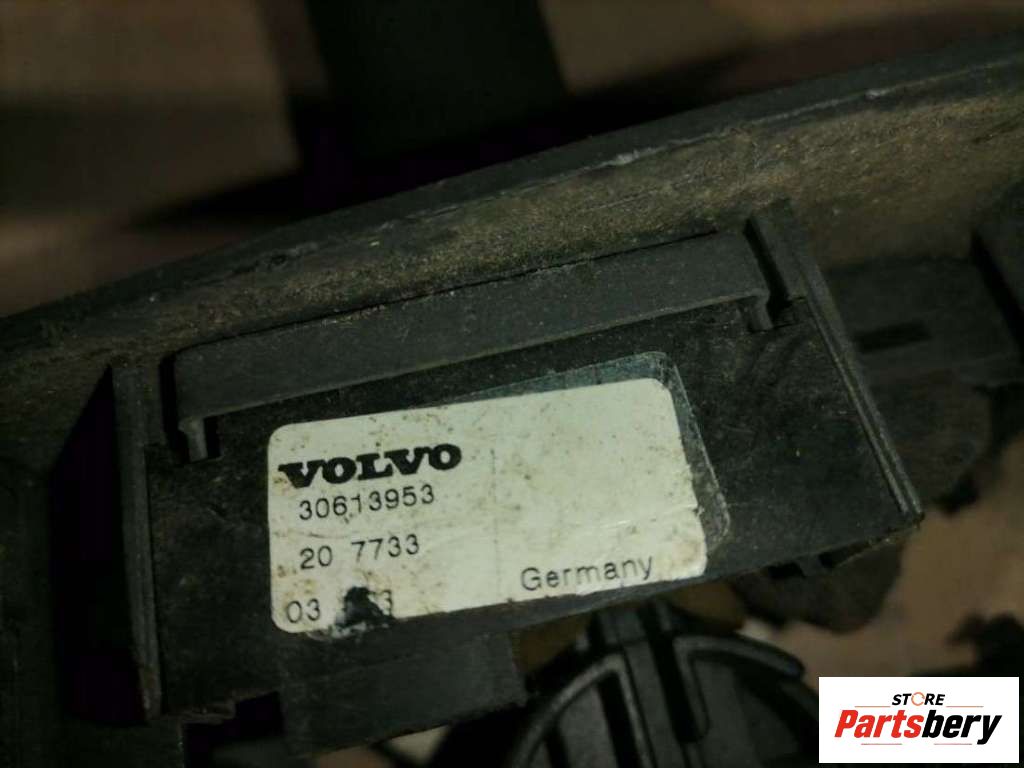 VOLVO
30613953
20 7733
03
Germany
STORE
Partsbery